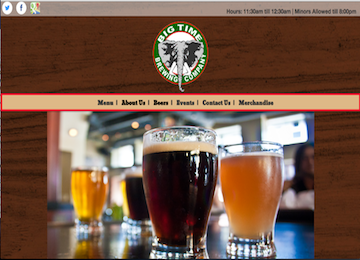 Hours: 11:30am till 12:30am | Minors Allowed till 8:00pm
BIG TIME
BREWING COMPANY
Menu | About Us | Beers | Events | Contact Us | Merchandise